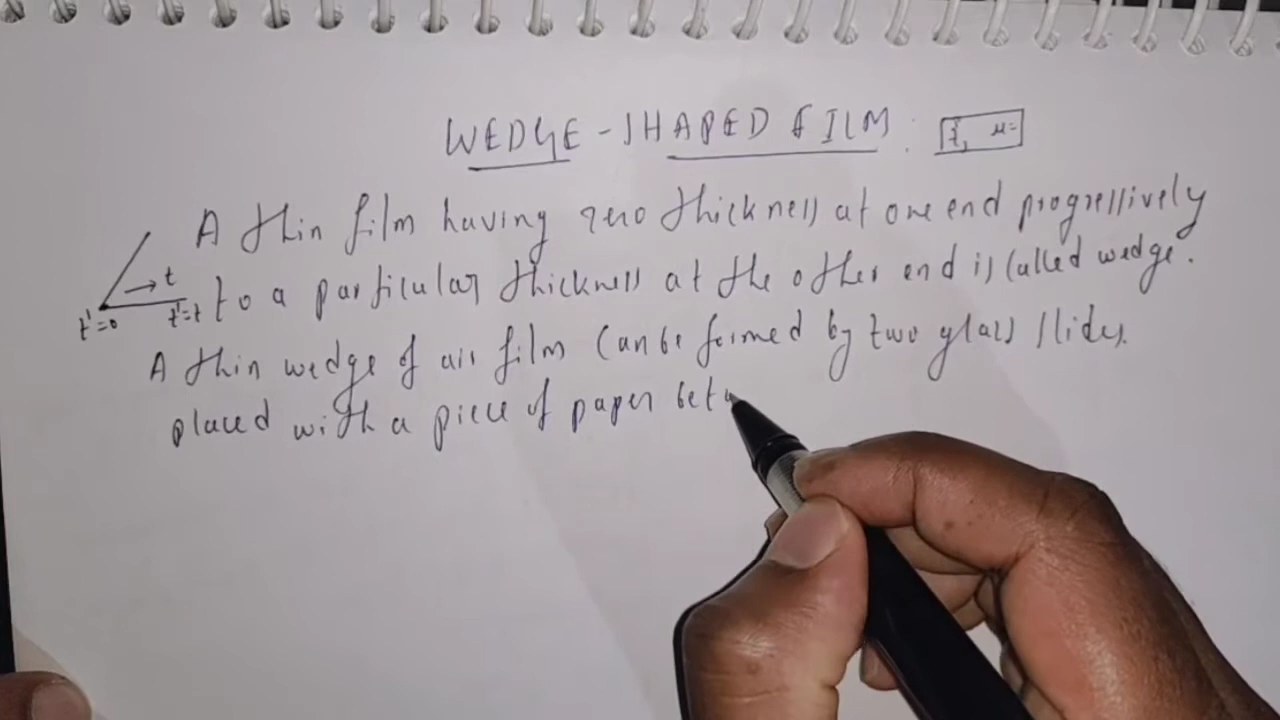 WEDGE-SHAPED FILM: t, μ=
A thin film having zero thickness at one end progressively
t to a particular thickness at the other end is called wedge.
t'=0 t'=t
A thin wedge of air film can be formed by two glass slides.
placed with a piece of paper betw